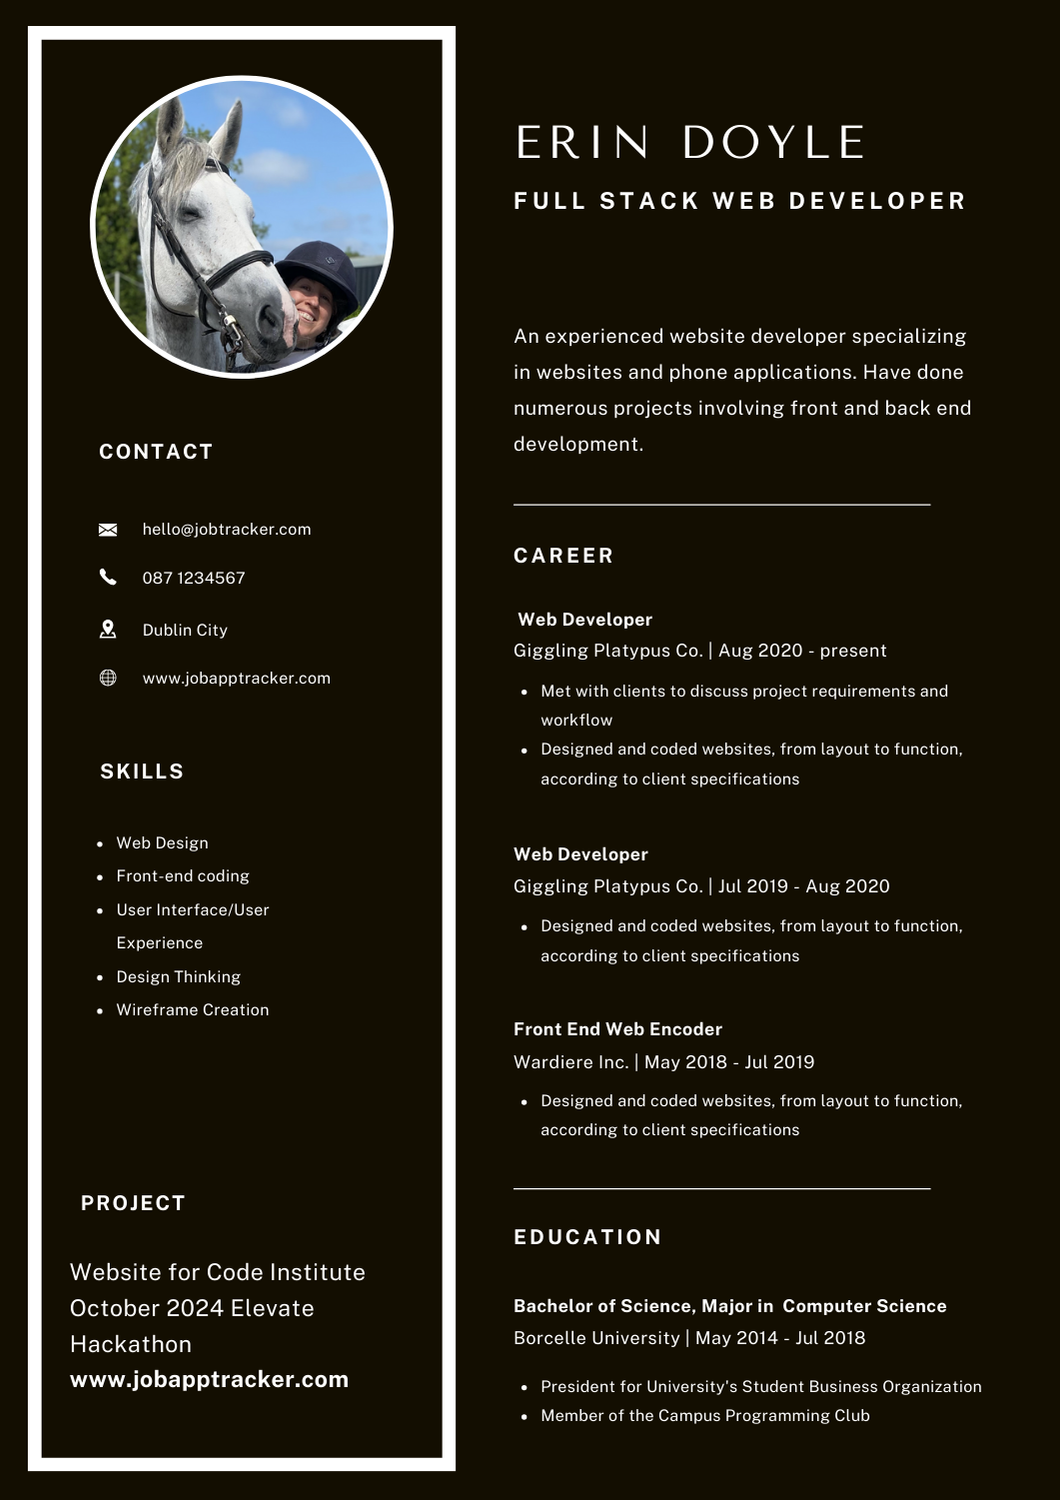 ERIN DOYLE
FULL STACK WEB DEVELOPER
An experienced website developer specializing
in websites and phone applications. Have done
numerous projects involving front and back end
development.
CONTACT
hello@jobtracker.com
087 1234567
Dublin City
www.jobapptracker.com
SKILLS
• Web Design
• Front-end coding
• User Interface/User
Experience
• Design Thinking
• Wireframe Creation
PROJECT
Website for Code Institute
October 2024 Elevate
Hackathon
www.jobapptracker.com
CAREER
Web Developer
Giggling Platypus Co. | Aug 2020 - present
• Met with clients to discuss project requirements and
workflow
• Designed and coded websites, from layout to function,
according to client specifications
Web Developer
Giggling Platypus Co. | Jul 2019 - Aug 2020
• Designed and coded websites, from layout to function,
according to client specifications
Front End Web Encoder
Wardiere Inc. | May 2018 - Jul 2019
• Designed and coded websites, from layout to function,
according to client specifications
EDUCATION
Bachelor of Science, Major in Computer Science
Borcelle University | May 2014 - Jul 2018
• President for University's Student Business Organization
• Member of the Campus Programming Club